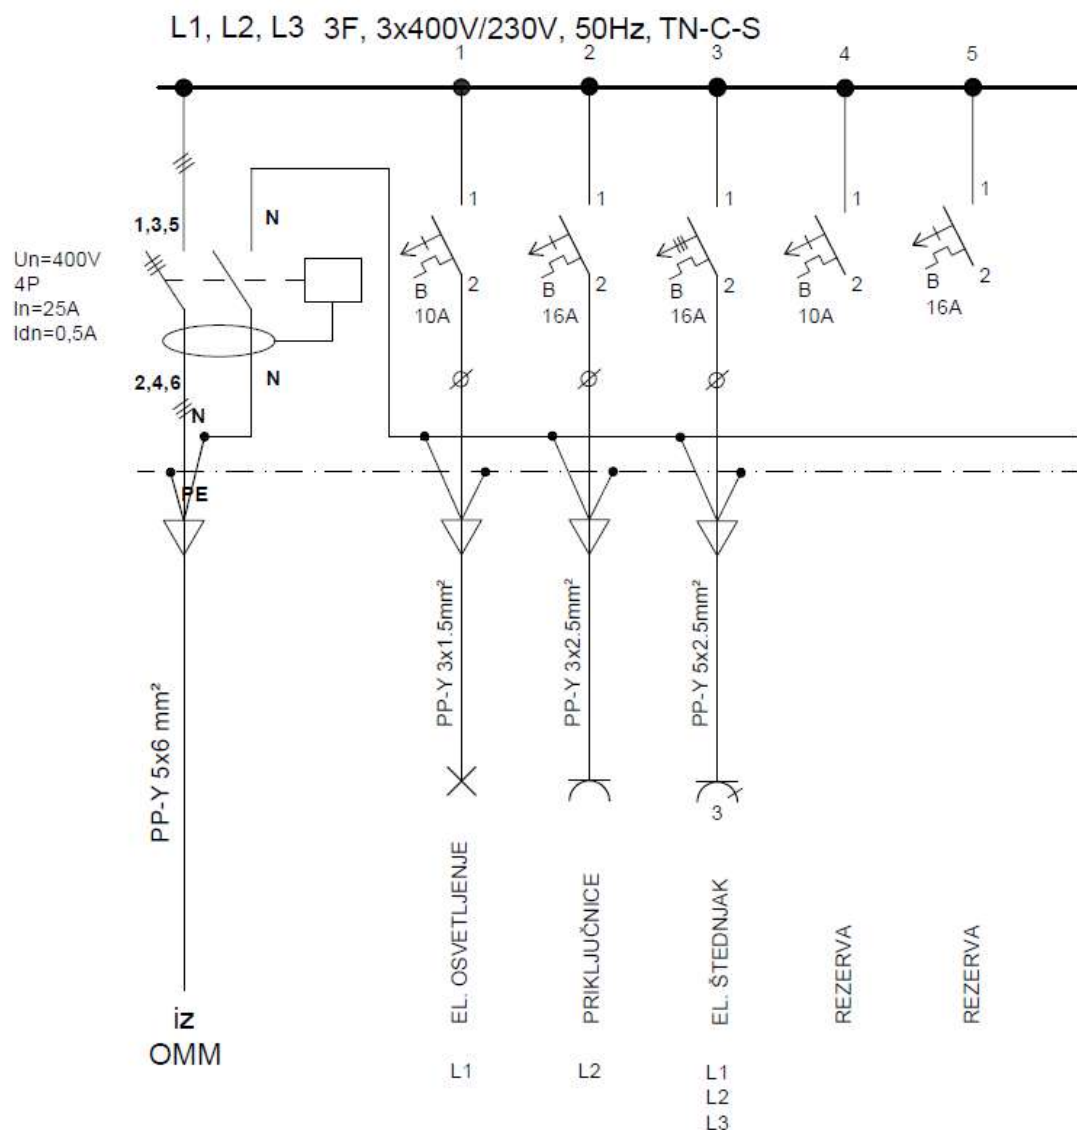 L1, L2, L3 3F, 3x400V/230V, 50Hz, TN-C-S
1
2
3
4
5
1,3,5
N
Un=400V
4P
In=25A
Idn=0,5A
2,4,6
N
N
PE
1
2
B
10A
1
2
B
16A
1
2
B
16A
1
2
B
10A
1
2
B
16A
PP-Y 5x6 mm²
PP-Y 3x1.5mm²
PP-Y 3x2.5mm²
PP-Y 5x2.5mm²
3
iz
OMM
EL. OSVETLJENJE
PRIKLJUČNICE
EL. ŠTEDNJAK
REZERVA
REZERVA
L1
L2
L1
L2
L3